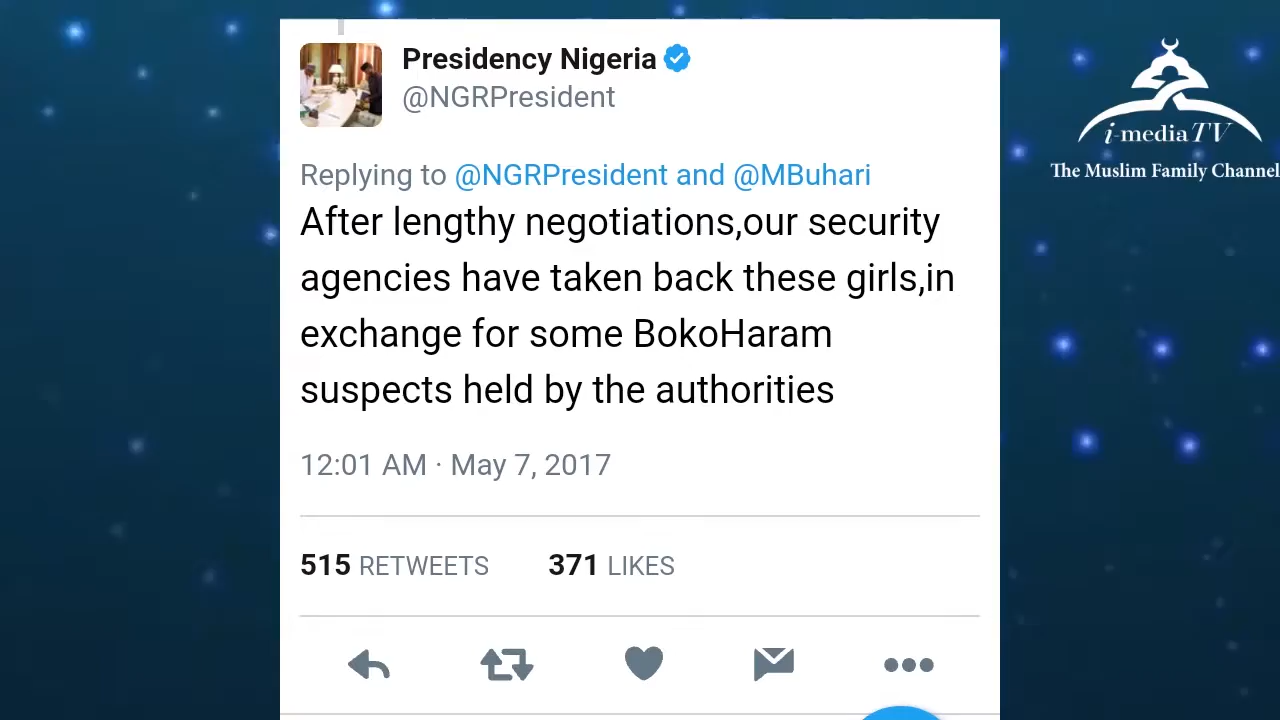 Presidency Nigeria
@NGRPresident
Replying to @NGRPresident and @MBuhari
After lengthy negotiations,our security
agencies have taken back these girls,in
exchange for some BokoHaram
suspects held by the authorities
12:01 AM · May 7, 2017
515 RETWEETS 371 LIKES
i-media TV
The Muslim Family Channel